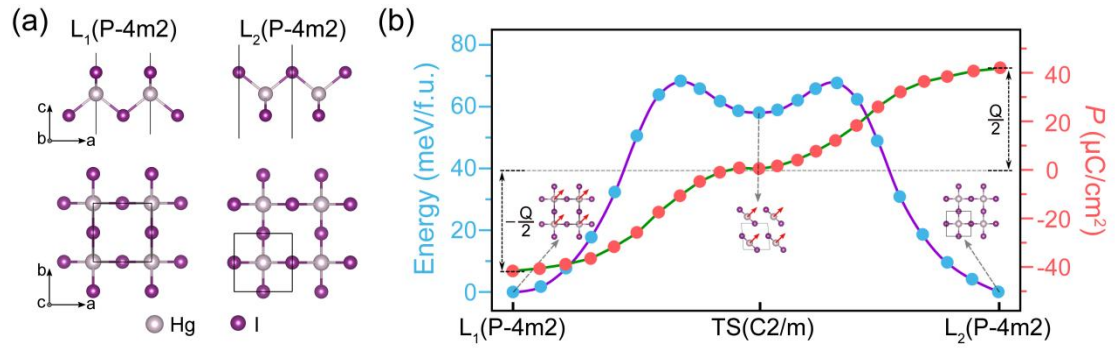 (a)
L₁(P-4m2)
L₂(P-4m2)
c
b
a
b
c
a
Hg
I
(b)
Energy (meV/f.u.)
80
60
40
20
0
Q/2
-Q/2
P (μC/cm²)
40
20
0
-20
-40
L₁(P-4m2)
TS(C2/m)
L₂(P-4m2)